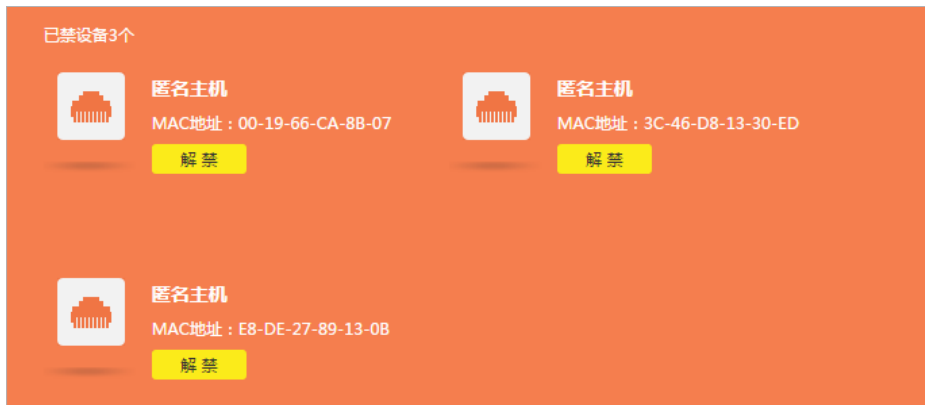 已禁设备3个
匿名主机
MAC地址：00-19-66-CA-8B-07
解 禁
匿名主机
MAC地址：3C-46-D8-13-30-ED
解 禁
匿名主机
MAC地址：E8-DE-27-89-13-0B
解 禁